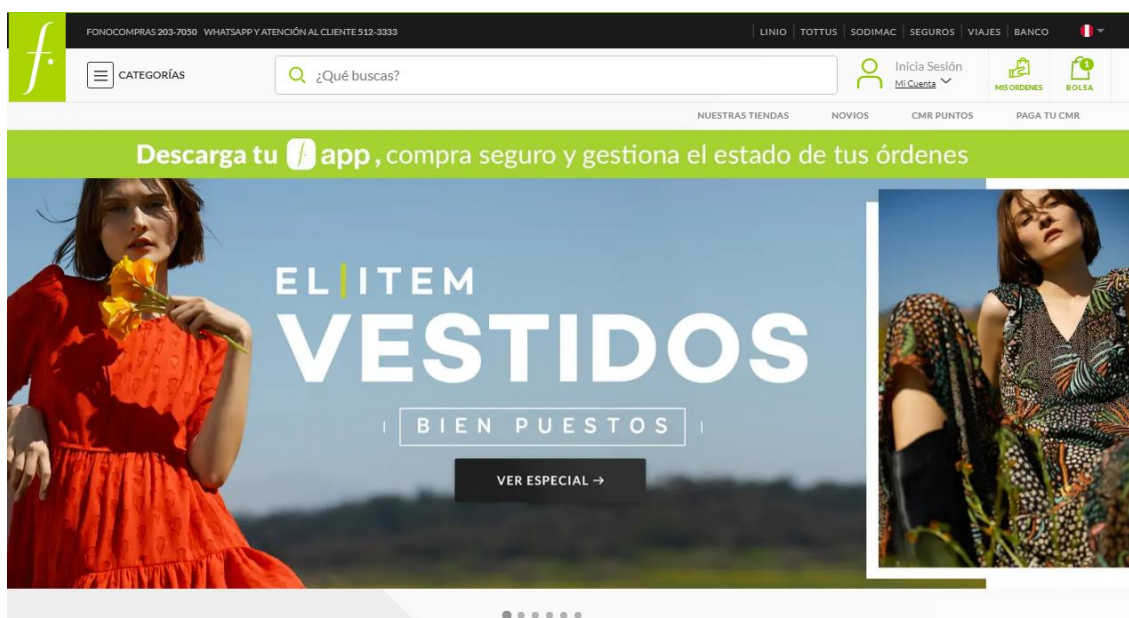 f.
FONOCOMPRAS 203-7050 WHATSAPP Y ATENCIÓN AL CLIENTE 512-3333
LINIO TOTTUS SODIMAC SEGUROS VIAJES BANCO
CATEGORÍAS
¿Qué buscas?
Inicia Sesión
Mi Cuenta
MIS ORDENES
1
BOLSA
NUESTRAS TIENDAS NOVIOS CMR PUNTOS PAGA TU CMR
Descarga tu f. app, compra seguro y gestiona el estado de tus órdenes
EL ITEM
VESTIDOS
BIEN PUESTOS
VER ESPECIAL →